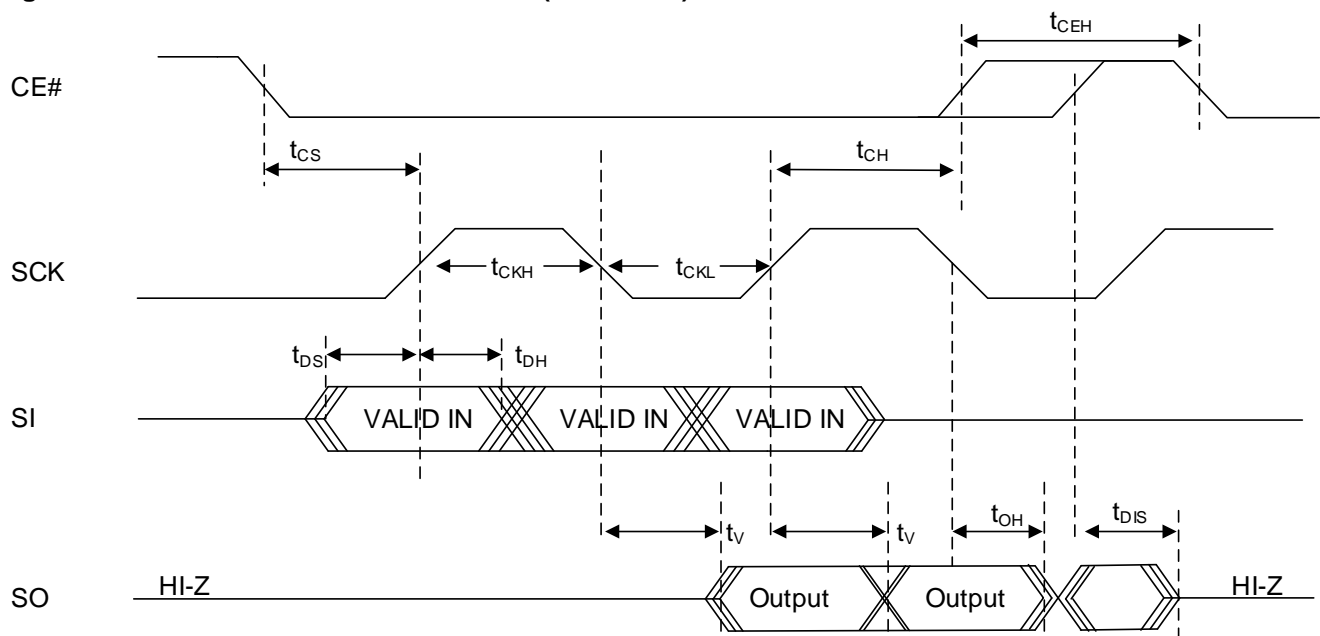 tCEH
CE#
tCS
tCH
SCK
tCKH
tCKL
tDS
tDH
SI
VALID IN
VALID IN
VALID IN
tV
tV
tOH
tDIS
SO
HI-Z
Output
Output
HI-Z